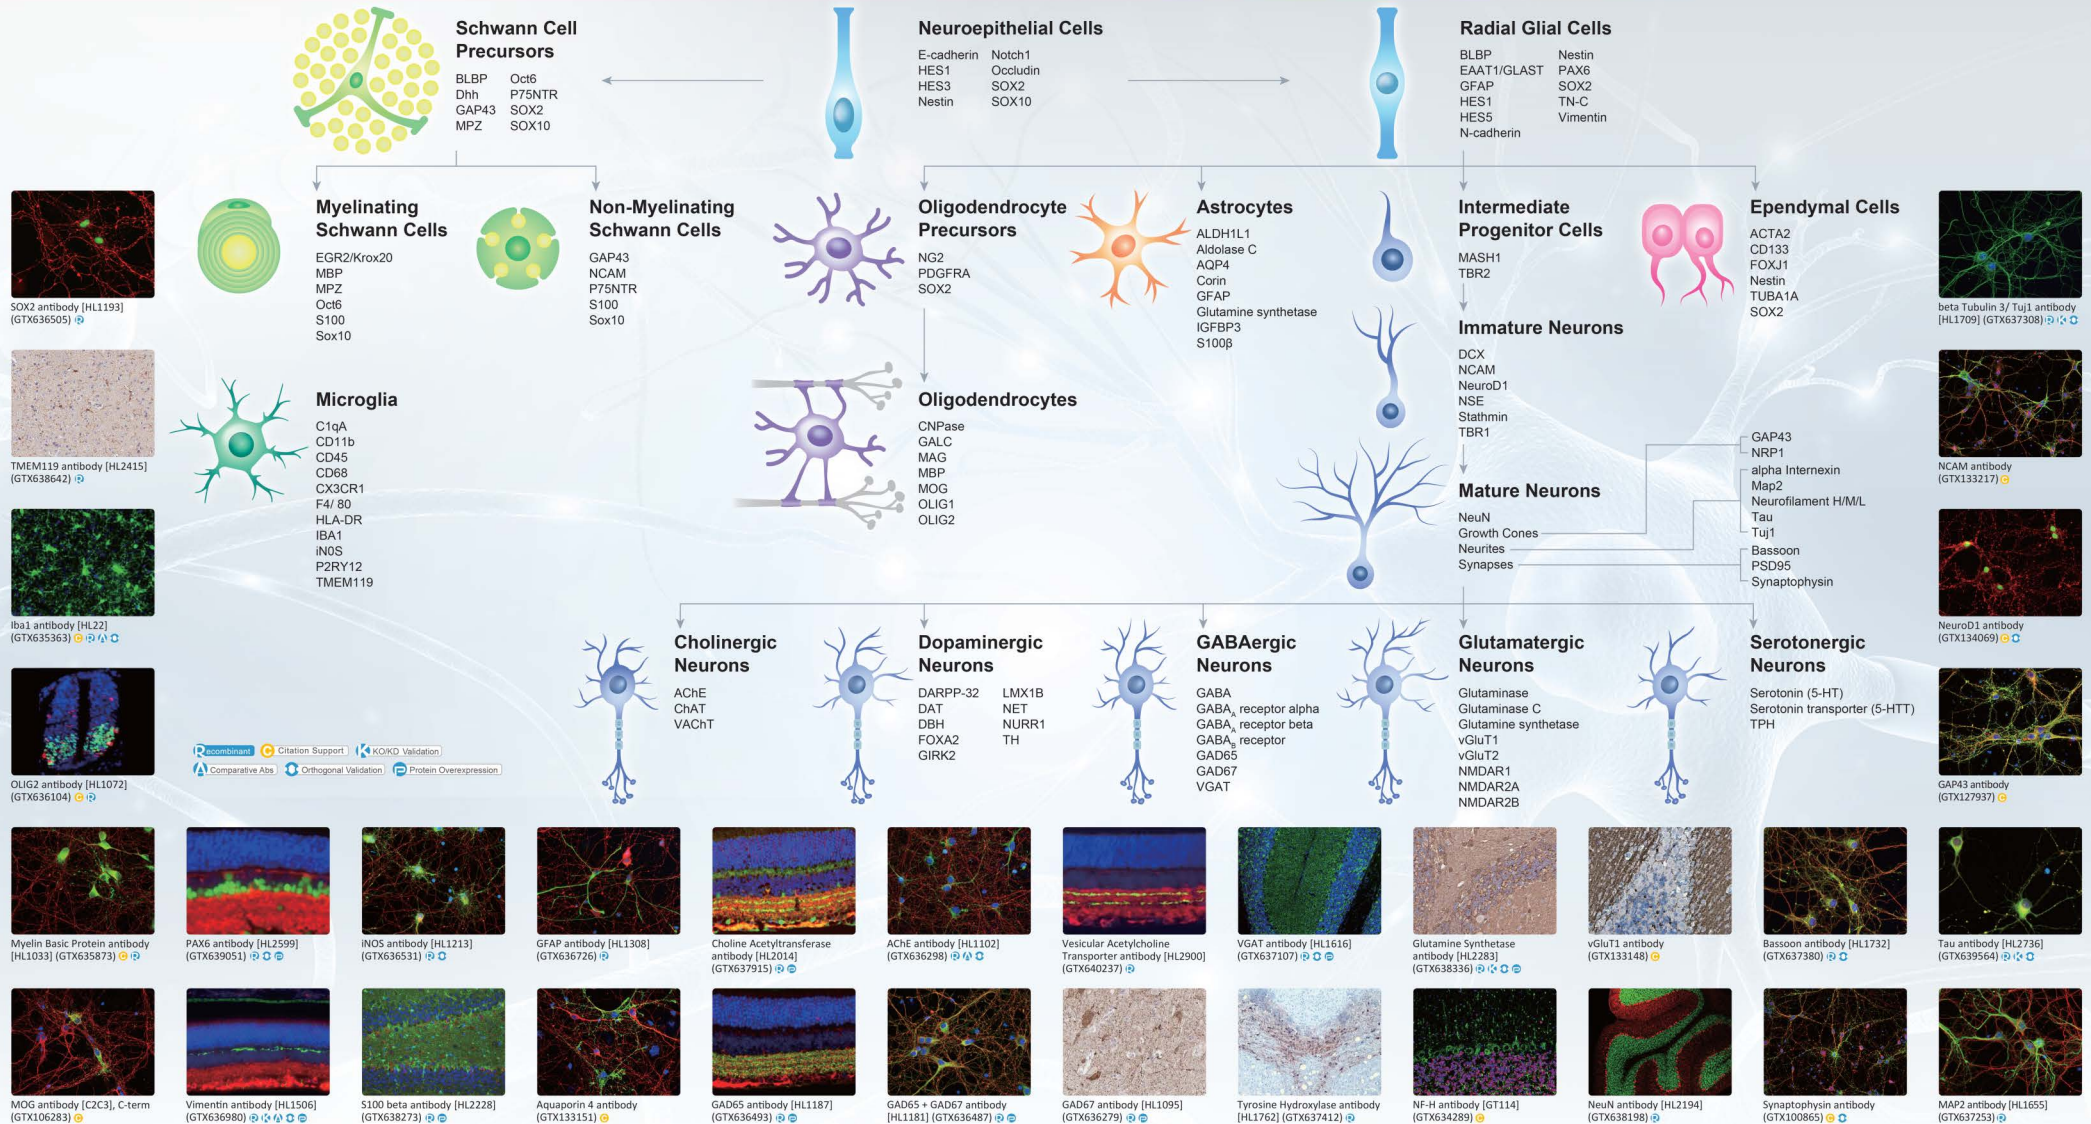 Schwann Cell
Precursors
BLBP Oct6
Dhh P75NTR
GAP43 SOX2
MPZ SOX10
Neuroepithelial Cells
E-cadherin Notch1
HES1 Occludin
HES3 SOX2
Nestin SOX10
Radial Glial Cells
BLBP Nestin
EAAT1/GLAST PAX6
GFAP SOX2
HES1 TN-C
HES5 Vimentin
N-cadherin
Myelinating
Schwann Cells
EGR2/Krox20
MBP
MPZ
Oct6
S100
Sox10
Non-Myelinating
Schwann Cells
GAP43
NCAM
P75NTR
S100
Sox10
Oligodendrocyte
Precursors
NG2
PDGFRA
SOX2
Astrocytes
ALDH1L1
Aldolase C
AQP4
Corin
GFAP
Glutamine synthetase
IGFBP3
S100β
Intermediate
Progenitor Cells
MASH1
TBR2
Ependymal Cells
ACTA2
CD133
FOXJ1
Nestin
TUBA1A
SOX2
Immature Neurons
DCX
NCAM
NeuroD1
NSE
Stathmin
TBR1
Microglia
C1qA
CD11b
CD45
CD68
CX3CR1
F4/ 80
HLA-DR
IBA1
iN0S
P2RY12
TMEM119
Oligodendrocytes
CNPase
GALC
MAG
MBP
MOG
OLIG1
OLIG2
Mature Neurons
NeuN
Growth Cones
Neurites
Synapses
GAP43
NRP1
alpha Internexin
Map2
Neurofilament H/M/L
Tau
Tuj1
Bassoon
PSD95
Synaptophysin
Cholinergic
Neurons
AChE
ChAT
VAChT
Dopaminergic
Neurons
DARPP-32 LMX1B
DAT NET
DBH NURR1
FOXA2 TH
GIRK2
GABAergic
Neurons
GABA
GABAA receptor alpha
GABAA receptor beta
GABAB receptor
GAD65
GAD67
VGAT
Glutamatergic
Neurons
Glutaminase
Glutaminase C
Glutamine synthetase
vGluT1
vGluT2
NMDAR1
NMDAR2A
NMDAR2B
Serotonergic
Neurons
Serotonin (5-HT)
Serotonin transporter (5-HTT)
TPH
SOX2 antibody [HL1193]
(GTX636505) R
TMEM119 antibody [HL2415]
(GTX638642) R
Iba1 antibody [HL22]
(GTX635363) C R A O
OLIG2 antibody [HL1072]
(GTX636104) C R
Recombinant C Citation Support K KO/KD Validation
A Comparative Abs O Orthogonal Validation P Protein Overexpression
beta Tubulin 3/ Tuj1 antibody
[HL1709] (GTX637308) R K O
NCAM antibody
(GTX133217) C
NeuroD1 antibody
(GTX134069) C O
GAP43 antibody
(GTX127937) C
Myelin Basic Protein antibody
[HL1033] (GTX635873) C R
PAX6 antibody [HL2599]
(GTX639051) R O P
iNOS antibody [HL1213]
(GTX636531) R O
GFAP antibody [HL1308]
(GTX636726) R
Choline Acetyltransferase
antibody [HL2014]
(GTX637915) R P
AChE antibody [HL1102]
(GTX636298) R A O
Vesicular Acetylcholine
Transporter antibody [HL2900]
(GTX640237) R
VGAT antibody [HL1616]
(GTX637107) R O P
Glutamine Synthetase
antibody [HL2283]
(GTX638336) R K O P
vGluT1 antibody
(GTX133148) C
Bassoon antibody [HL1732]
(GTX637380) R O
Tau antibody [HL2736]
(GTX639564) R K O
MOG antibody [C2C3], C-term
(GTX106283) C
Vimentin antibody [HL1506]
(GTX636980) R K A O P
S100 beta antibody [HL2228]
(GTX638273) R P
Aquaporin 4 antibody
(GTX133151) C
GAD65 antibody [HL1187]
(GTX636493) R P
GAD65 + GAD67 antibody
[HL1181] (GTX636487) R P
GAD67 antibody [HL1095]
(GTX636279) R P
Tyrosine Hydroxylase antibody
[HL1762] (GTX637412) R
NF-H antibody [GT114]
(GTX634289) C
NeuN antibody [HL2194]
(GTX638198) R
Synaptophysin antibody
(GTX100865) C O
MAP2 antibody [HL1655]
(GTX637253) R